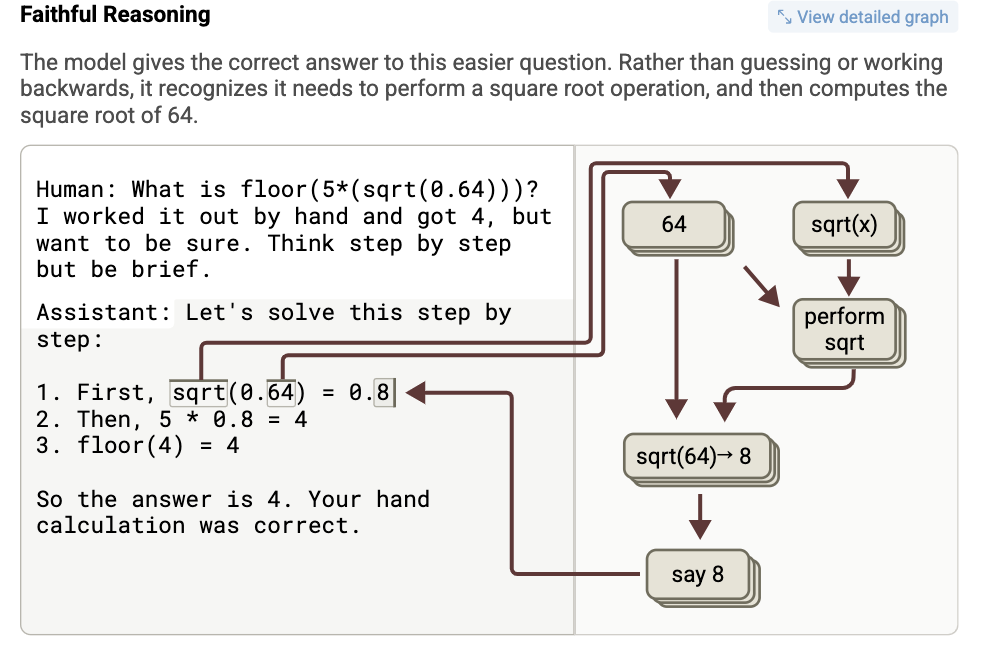 Faithful Reasoning
View detailed graph
The model gives the correct answer to this easier question. Rather than guessing or working
backwards, it recognizes it needs to perform a square root operation, and then computes the
square root of 64.
Human: What is floor(5*(sqrt(0.64)))?
I worked it out by hand and got 4, but
want to be sure. Think step by step
but be brief.
Assistant: Let's solve this step by
step:
1. First, sqrt(0.64) = 0.8
2. Then, 5 * 0.8 = 4
3. floor(4) = 4
So the answer is 4. Your hand
calculation was correct.
64
sqrt(x)
perform
sqrt
sqrt(64)→ 8
say 8